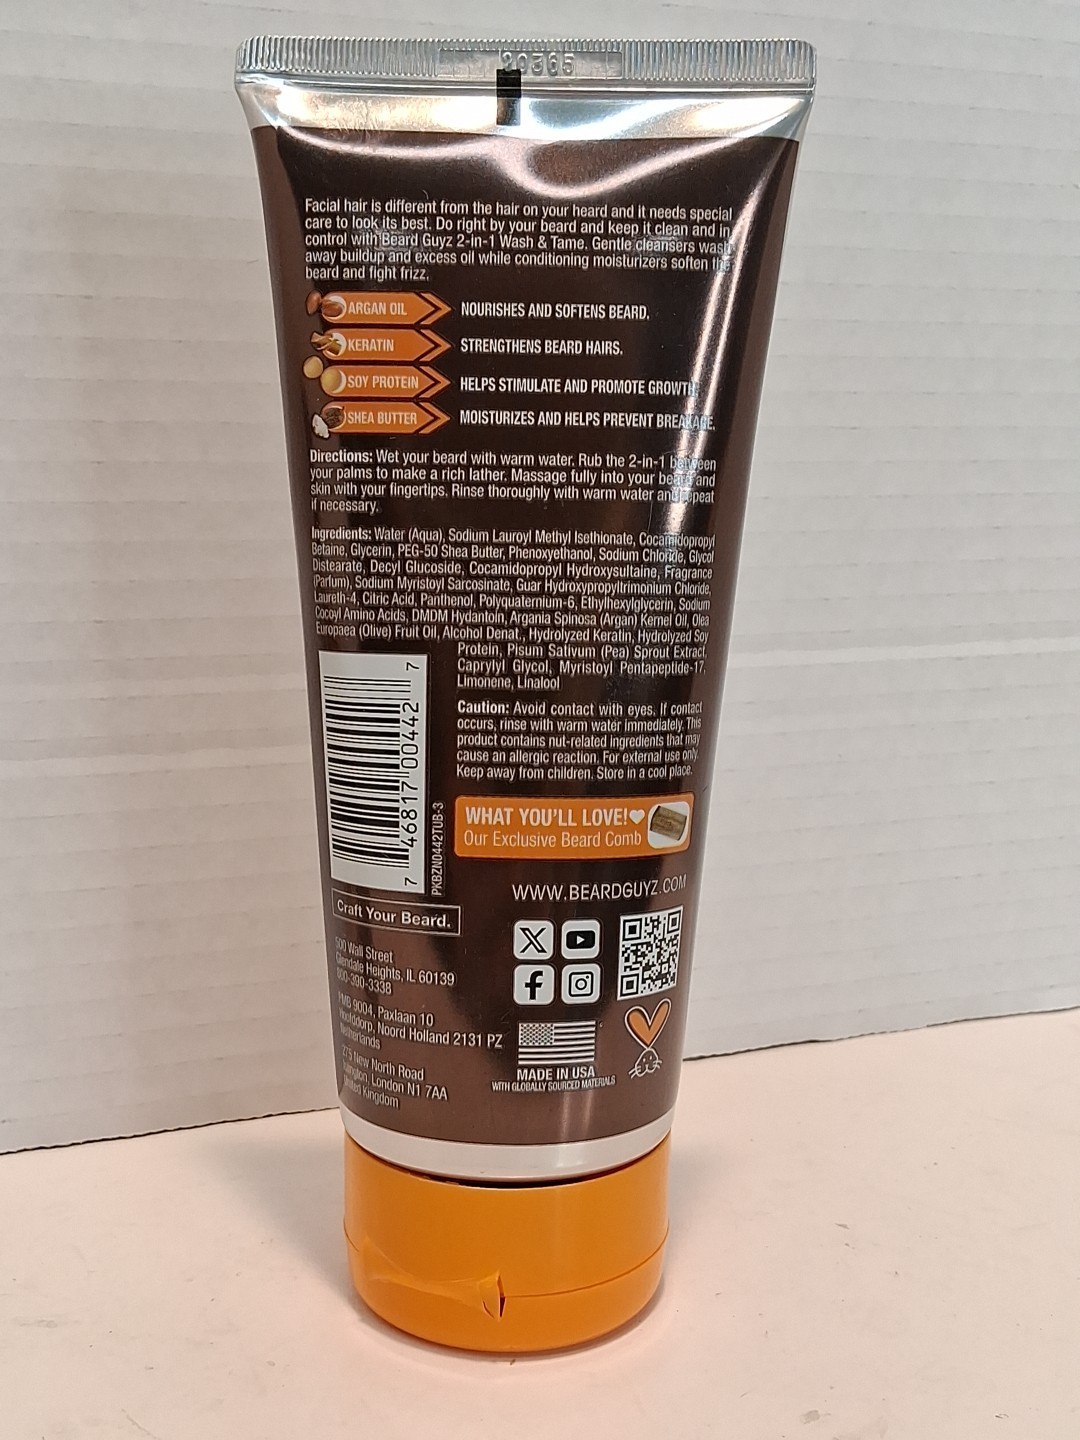 20365
Facial hair is different from the hair on your heard and it needs special
care to look its best. Do right by your beard and keep it clean and in
control with Beard Guyz 2-in-1 Wash & Tame. Gentle cleansers wash
away buildup and excess oil while conditioning moisturizers soften the
beard and fight frizz.
ARGAN OIL NOURISHES AND SOFTENS BEARD.
KERATIN STRENGTHENS BEARD HAIRS.
SOY PROTEIN HELPS STIMULATE AND PROMOTE GROWTH.
SHEA BUTTER MOISTURIZES AND HELPS PREVENT BREAKAGE.
Directions: Wet your beard with warm water. Rub the 2-in-1 between
your palms to make a rich lather. Massage fully into your beard and
skin with your fingertips. Rinse thoroughly with warm water and repeat
if necessary.
Ingredients: Water (Aqua), Sodium Lauroyl Methyl Isethionate, Cocamidopropyl
Betaine, Glycerin, PEG-50 Shea Butter, Phenoxyethanol, Sodium Chloride, Glycol
Distearate, Decyl Glucoside, Cocamidopropyl Hydroxysultaine, Fragrance
(Parfum), Sodium Myristoyl Sarcosinate, Guar Hydroxypropyltrimonium Chloride,
Laureth-4, Citric Acid, Panthenol, Polyquaternium-6, Ethylhexylglycerin, Sodium
Cocoyl Amino Acids, DMDM Hydantoin, Argania Spinosa (Argan) Kernel Oil, Olea
Europaea (Olive) Fruit Oil, Alcohol Denat., Hydrolyzed Keratin, Hydrolyzed Soy
Protein, Pisum Sativum (Pea) Sprout Extract,
Caprylyl Glycol, Myristoyl Pentapeptide-17,
Limonene, Linalool
Caution: Avoid contact with eyes. If contact
occurs, rinse with warm water immediately. This
product contains nut-related ingredients that may
cause an allergic reaction. For external use only.
Keep away from children. Store in a cool place.
7 46817 00442 7
PKBZN0442TUB-3
WHAT YOU'LL LOVE!
Our Exclusive Beard Comb
WWW.BEARDGUYZ.COM
Craft Your Beard.
500 Wall Street
Glendale Heights, IL 60139
800-390-3338
PMB 9004, Paxlaan 10
Hoofddorp, Noord Holland 2131 PZ
Netherlands
275 New North Road
Islington, London N1 7AA
United Kingdom
MADE IN USA
WITH GLOBALLY SOURCED MATERIALS